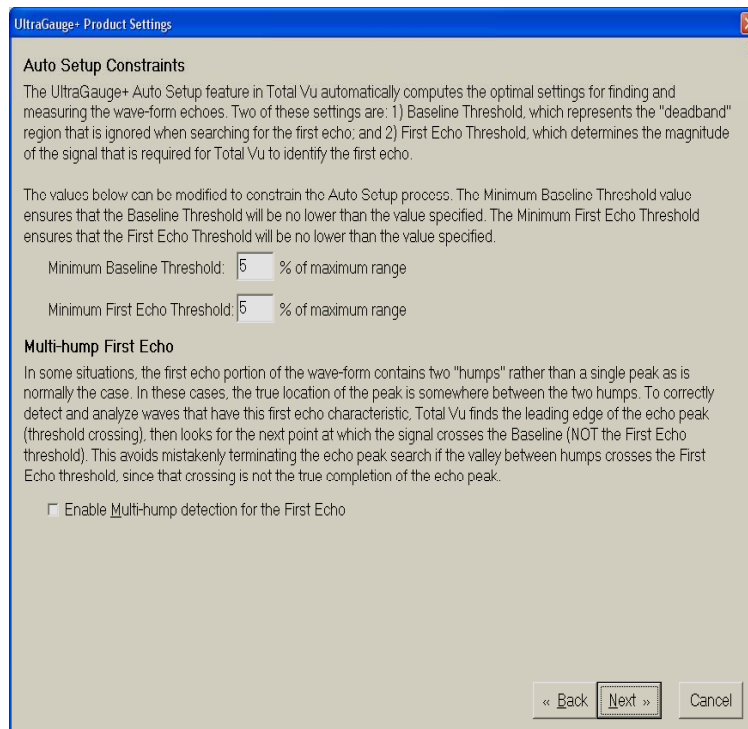 UltraGauge+ Product Settings
Auto Setup Constraints
The UltraGauge+ Auto Setup feature in Total Vu automatically computes the optimal settings for finding and
measuring the wave-form echoes. Two of these settings are: 1) Baseline Threshold, which represents the "deadband"
region that is ignored when searching for the first echo; and 2) First Echo Threshold, which determines the magnitude
of the signal that is required for Total Vu to identify the first echo.
The values below can be modified to constrain the Auto Setup process. The Minimum Baseline Threshold value
ensures that the Baseline Threshold will be no lower than the value specified. The Minimum First Echo Threshold
ensures that the First Echo Threshold will be no lower than the value specified.
Minimum Baseline Threshold: 5 % of maximum range
Minimum First Echo Threshold: 5 % of maximum range
Multi-hump First Echo
In some situations, the first echo portion of the wave-form contains two "humps" rather than a single peak as is
normally the case. In these cases, the true location of the peak is somewhere between the two humps. To correctly
detect and analyze waves that have this first echo characteristic, Total Vu finds the leading edge of the echo peak
(threshold crossing), then looks for the next point at which the signal crosses the Baseline (NOT the First Echo
threshold). This avoids mistakenly terminating the echo peak search if the valley between humps crosses the First
Echo threshold, since that crossing is not the true completion of the echo peak.
Enable Multi-hump detection for the First Echo
« Back Next » Cancel